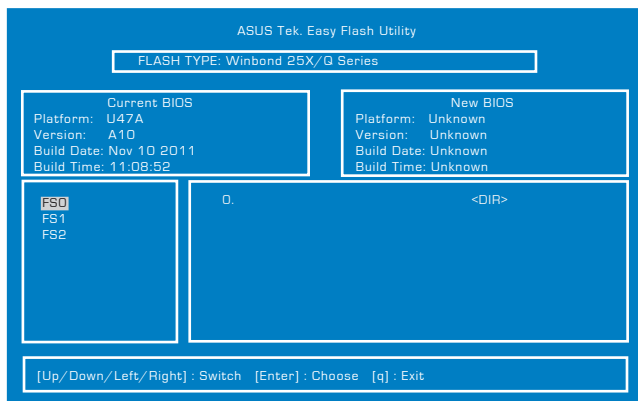 ASUS Tek. Easy Flash Utility
FLASH TYPE: Winbond 25X/Q Series
Current BIOS
Platform: U47A
Version: A10
Build Date: Nov 10 2011
Build Time: 11:08:52
New BIOS
Platform: Unknown
Version: Unknown
Build Date: Unknown
Build Time: Unknown
FS0
FS1
FS2
0. <DIR>
[Up/Down/Left/Right] : Switch [Enter] : Choose [q] : Exit